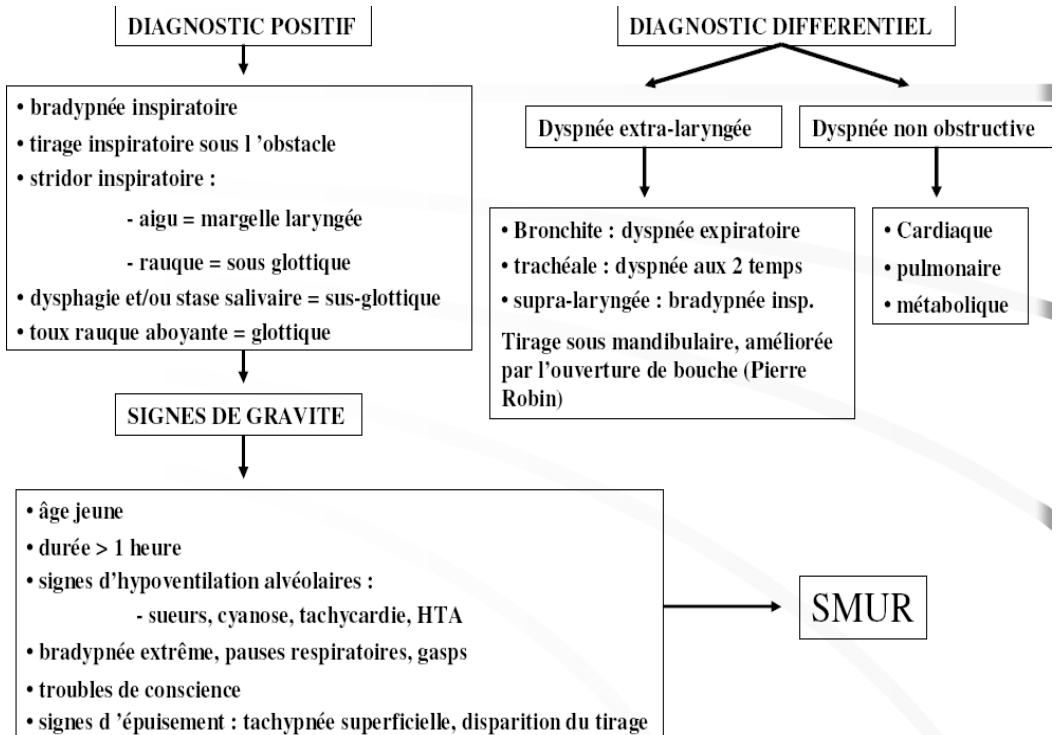 DIAGNOSTIC POSITIF
• bradypnée inspiratoire
• tirage inspiratoire sous l ’obstacle
• stridor inspiratoire :
- aigu = margelle laryngée
- rauque = sous glottique
• dysphagie et/ou stase salivaire = sus-glottique
• toux rauque aboyante = glottique
SIGNES DE GRAVITE
• âge jeune
• durée > 1 heure
• signes d'hypoventilation alvéolaires :
- sueurs, cyanose, tachycardie, HTA
• bradypnée extrême, pauses respiratoires, gasps
• troubles de conscience
• signes d ’épuisement : tachypnée superficielle, disparition du tirage
SMUR
DIAGNOSTIC DIFFERENTIEL
Dyspnée extra-laryngée
• Bronchite : dyspnée expiratoire
• trachéale : dyspnée aux 2 temps
• supra-laryngée : bradypnée insp.
Tirage sous mandibulaire, améliorée
par l’ouverture de bouche (Pierre
Robin)
Dyspnée non obstructive
• Cardiaque
• pulmonaire
• métabolique